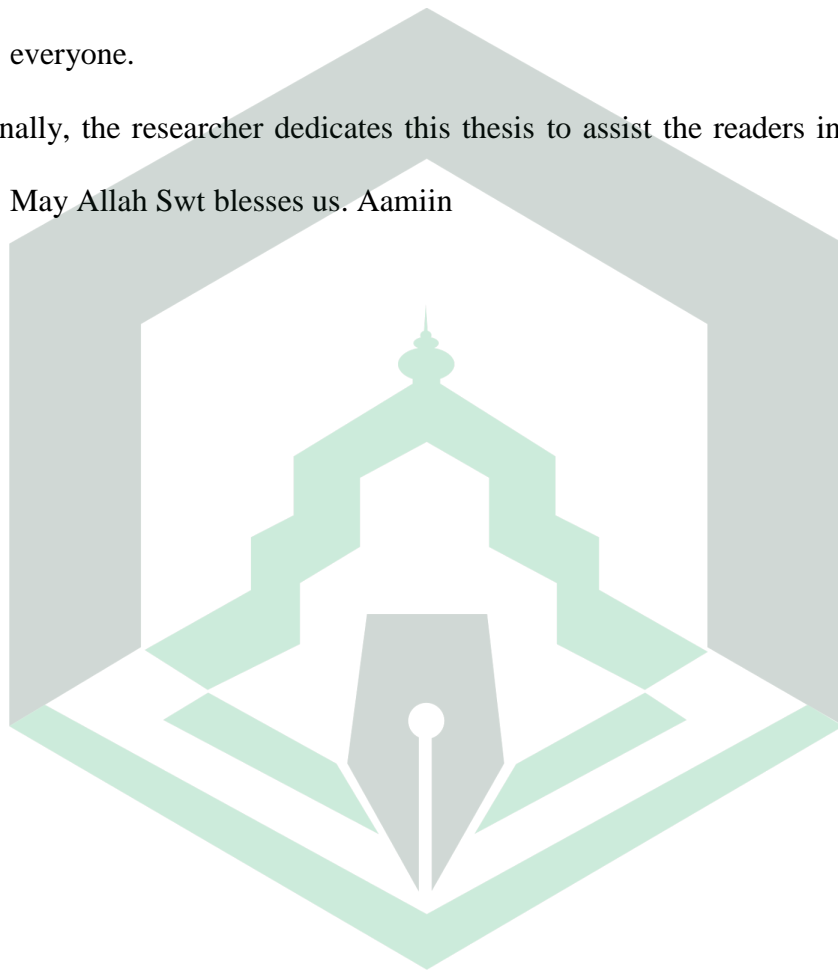 everyone.
nally, the researcher dedicates this thesis to assist the readers in
May Allah Swt blesses us. Aamiin